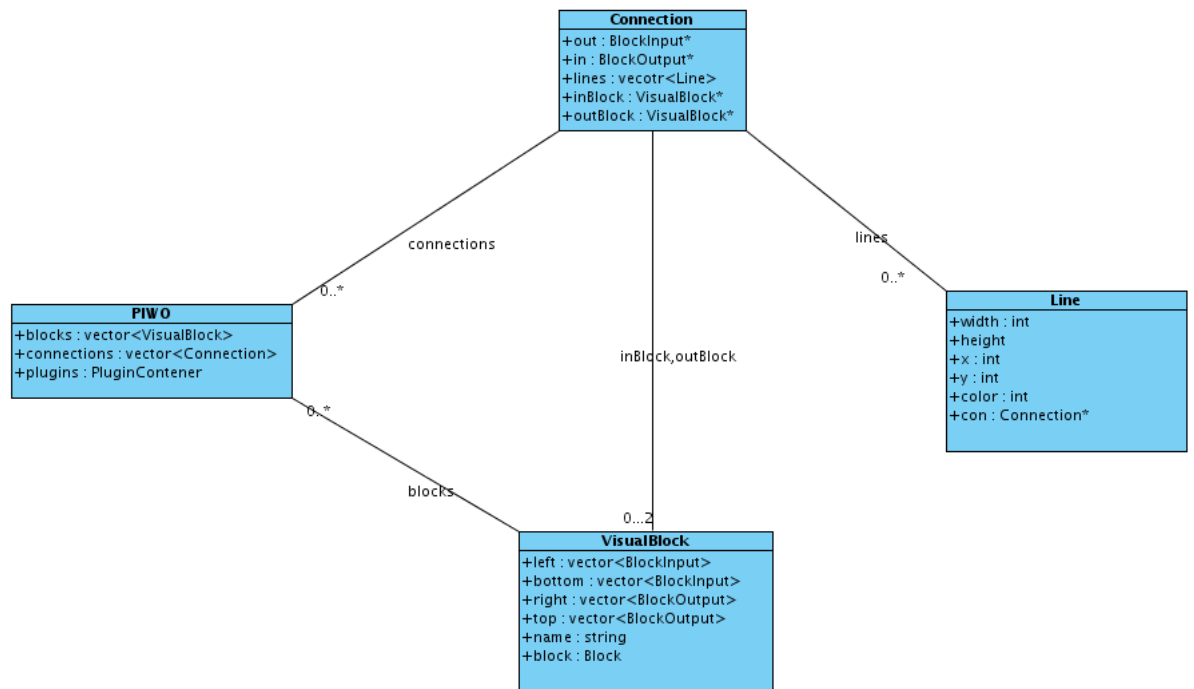 Connection
+out : BlockInput*
+in : BlockOutput*
+lines : vecotr<Line>
+inBlock : VisualBlock*
+outBlock : VisualBlock*
connections
lines
0..*
0..*
PIWO
+blocks : vector<VisualBlock>
+connections : vector<Connection>
+plugins : PluginContener
Line
+width : int
+height
+x : int
+y : int
+color : int
+con : Connection*
inBlock,outBlock
0..*
blocks
0...2
VisualBlock
+left : vector<BlockInput>
+bottom : vector<BlockInput>
+right : vector<BlockOutput>
+top : vector<BlockOutput>
+name : string
+block : Block